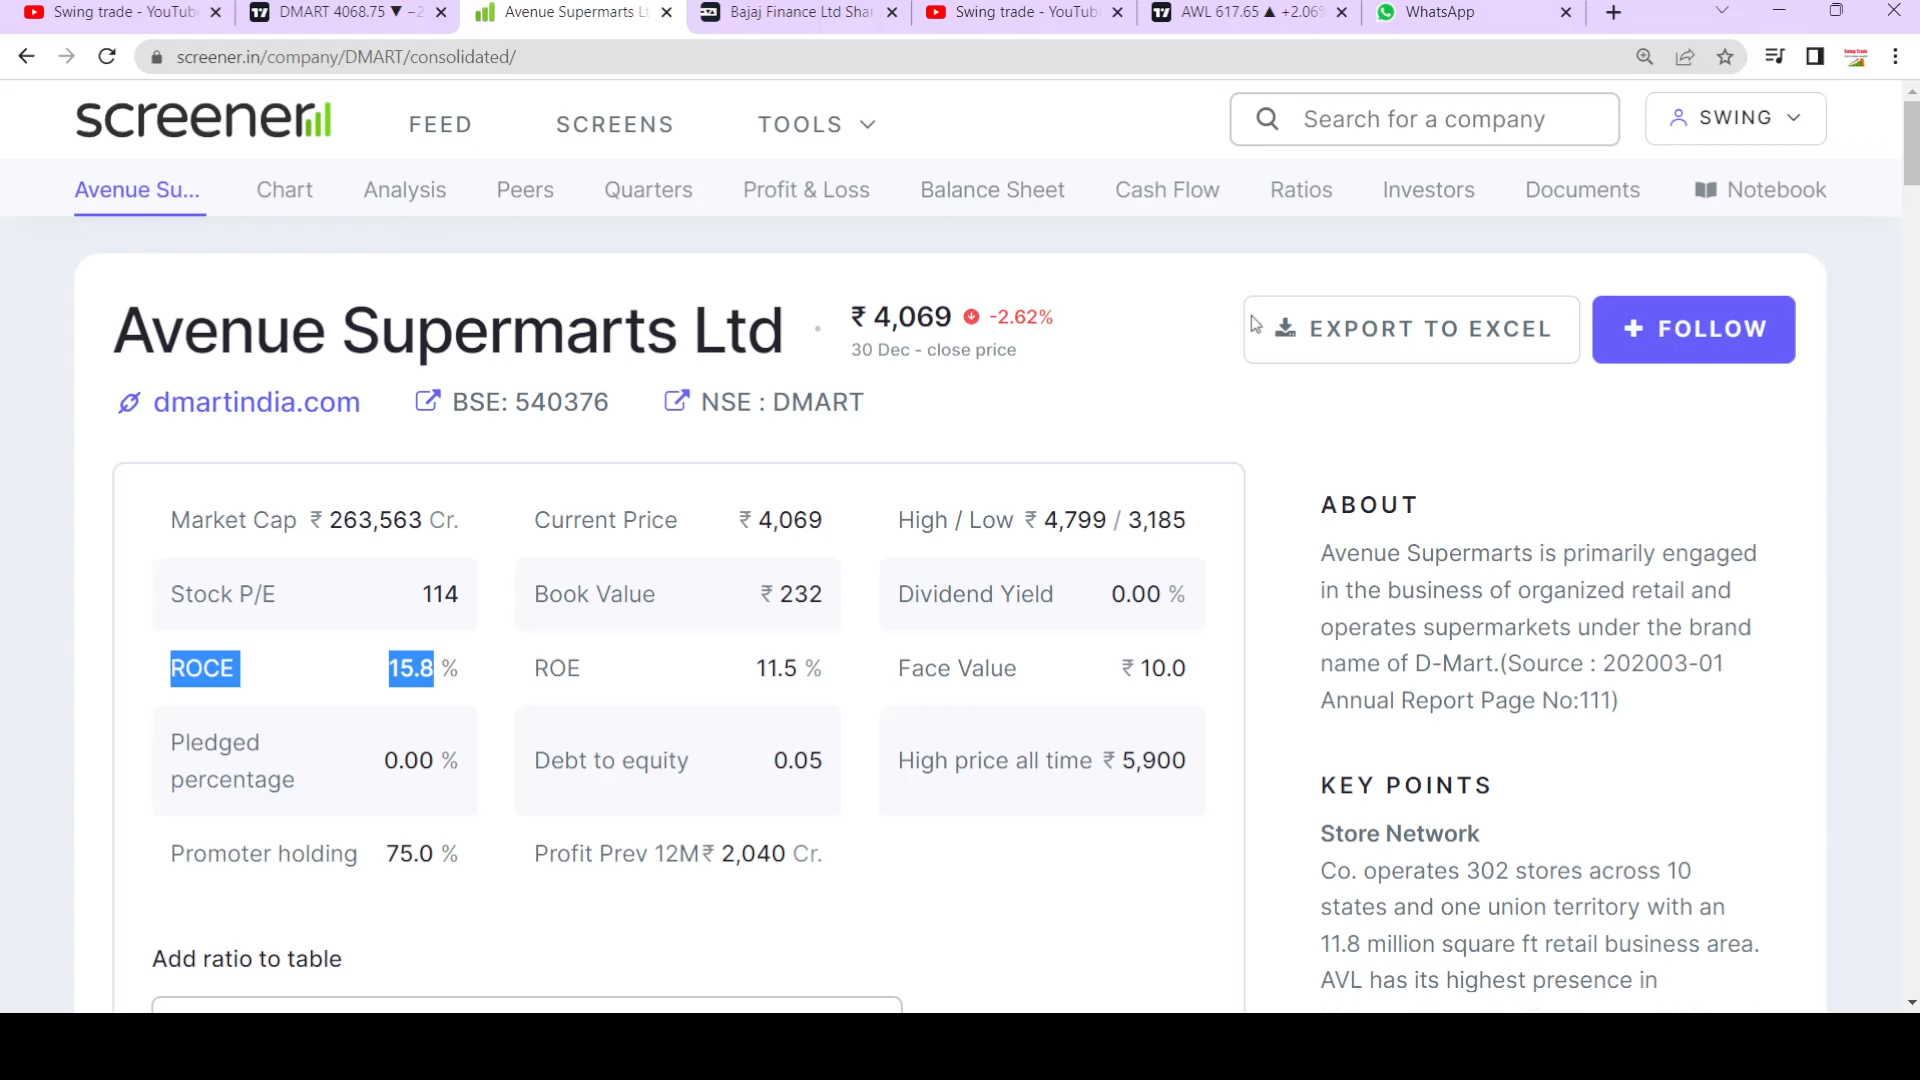 Swing trade - YouTub
DMART 4068.75 ▼ −2
Avenue Supermarts Lt
Bajaj Finance Ltd Shar
Swing trade - YouTub
AWL 617.65 ▲ +2.06%
WhatsApp
screener.in/company/DMART/consolidated/
screener
FEED
SCREENS
TOOLS
Search for a company
SWING
Avenue Su...
Chart
Analysis
Peers
Quarters
Profit & Loss
Balance Sheet
Cash Flow
Ratios
Investors
Documents
Notebook
Avenue Supermarts Ltd
₹ 4,069 -2.62%
30 Dec - close price
EXPORT TO EXCEL
+ FOLLOW
dmartindia.com
BSE: 540376
NSE : DMART
Market Cap ₹ 263,563 Cr.
Current Price ₹ 4,069
High / Low ₹ 4,799 / 3,185
Stock P/E 114
Book Value ₹ 232
Dividend Yield 0.00 %
ROCE 15.8 %
ROE 11.5 %
Face Value ₹ 10.0
Pledged
percentage 0.00 %
Debt to equity 0.05
High price all time ₹ 5,900
Promoter holding 75.0 %
Profit Prev 12M ₹ 2,040 Cr.
Add ratio to table
ABOUT
Avenue Supermarts is primarily engaged
in the business of organized retail and
operates supermarkets under the brand
name of D-Mart.(Source : 202003-01
Annual Report Page No:111)
KEY POINTS
Store Network
Co. operates 302 stores across 10
states and one union territory with an
11.8 million square ft retail business area.
AVL has its highest presence in